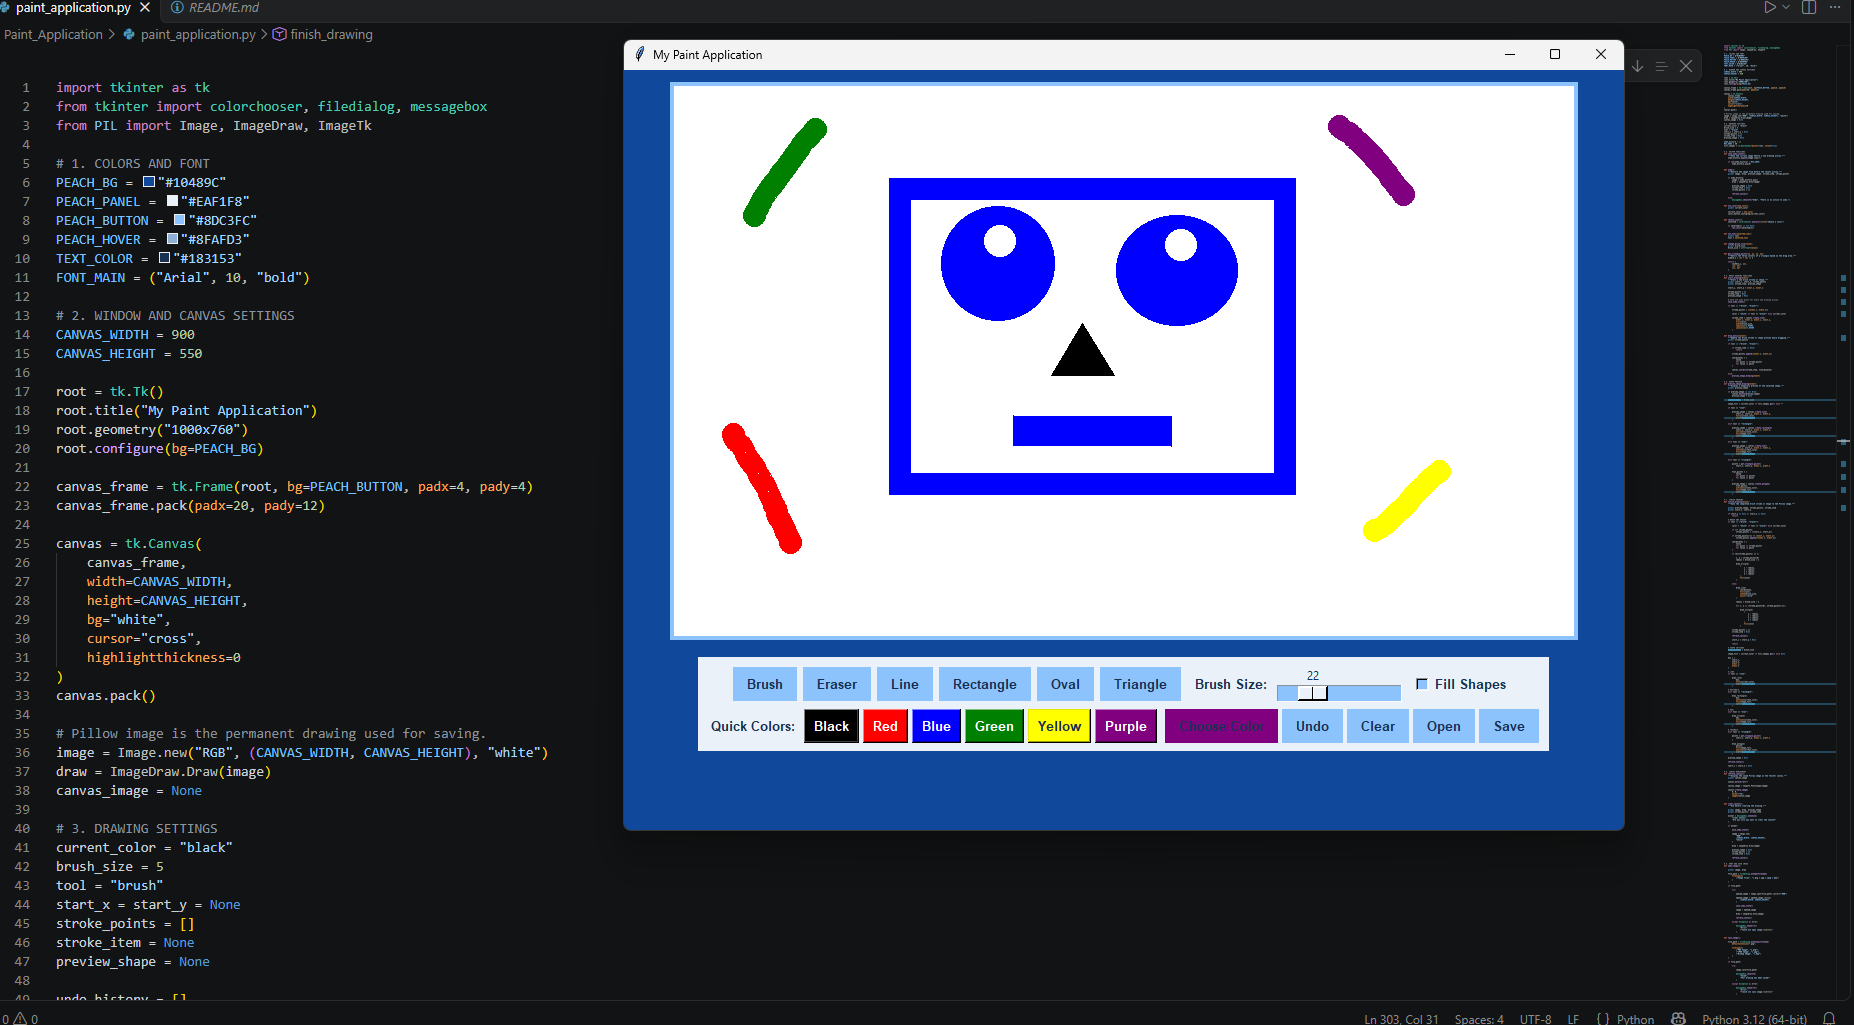 paint_application.py
README.md
Paint_Application > paint_application.py > finish_drawing
1 import tkinter as tk
2 from tkinter import colorchooser, filedialog, messagebox
3 from PIL import Image, ImageDraw, ImageTk
4
5 # 1. COLORS AND FONT
6 PEACH_BG = "#10489C"
7 PEACH_PANEL = "#EAF1F8"
8 PEACH_BUTTON = "#8DC3FC"
9 PEACH_HOVER = "#8FAFD3"
10 TEXT_COLOR = "#183153"
11 FONT_MAIN = ("Arial", 10, "bold")
12
13 # 2. WINDOW AND CANVAS SETTINGS
14 CANVAS_WIDTH = 900
15 CANVAS_HEIGHT = 550
16
17 root = tk.Tk()
18 root.title("My Paint Application")
19 root.geometry("1000x760")
20 root.configure(bg=PEACH_BG)
21
22 canvas_frame = tk.Frame(root, bg=PEACH_BUTTON, padx=4, pady=4)
23 canvas_frame.pack(padx=20, pady=12)
24
25 canvas = tk.Canvas(
26     canvas_frame,
27     width=CANVAS_WIDTH,
28     height=CANVAS_HEIGHT,
29     bg="white",
30     cursor="cross",
31     highlightthickness=0
32 )
33 canvas.pack()
34
35 # Pillow image is the permanent drawing used for saving.
36 image = Image.new("RGB", (CANVAS_WIDTH, CANVAS_HEIGHT), "white")
37 draw = ImageDraw.Draw(image)
38 canvas_image = None
39
40 # 3. DRAWING SETTINGS
41 current_color = "black"
42 brush_size = 5
43 tool = "brush"
44 start_x = start_y = None
45 stroke_points = []
46 stroke_item = None
47 preview_shape = None
48
49 undo_history = []
My Paint Application
Brush Eraser Line Rectangle Oval Triangle Brush Size: 22 Fill Shapes
Quick Colors: Black Red Blue Green Yellow Purple Choose Color Undo Clear Open Save
0 0
Ln 303, Col 31 Spaces: 4 UTF-8 LF { } Python Python 3.12 (64-bit)